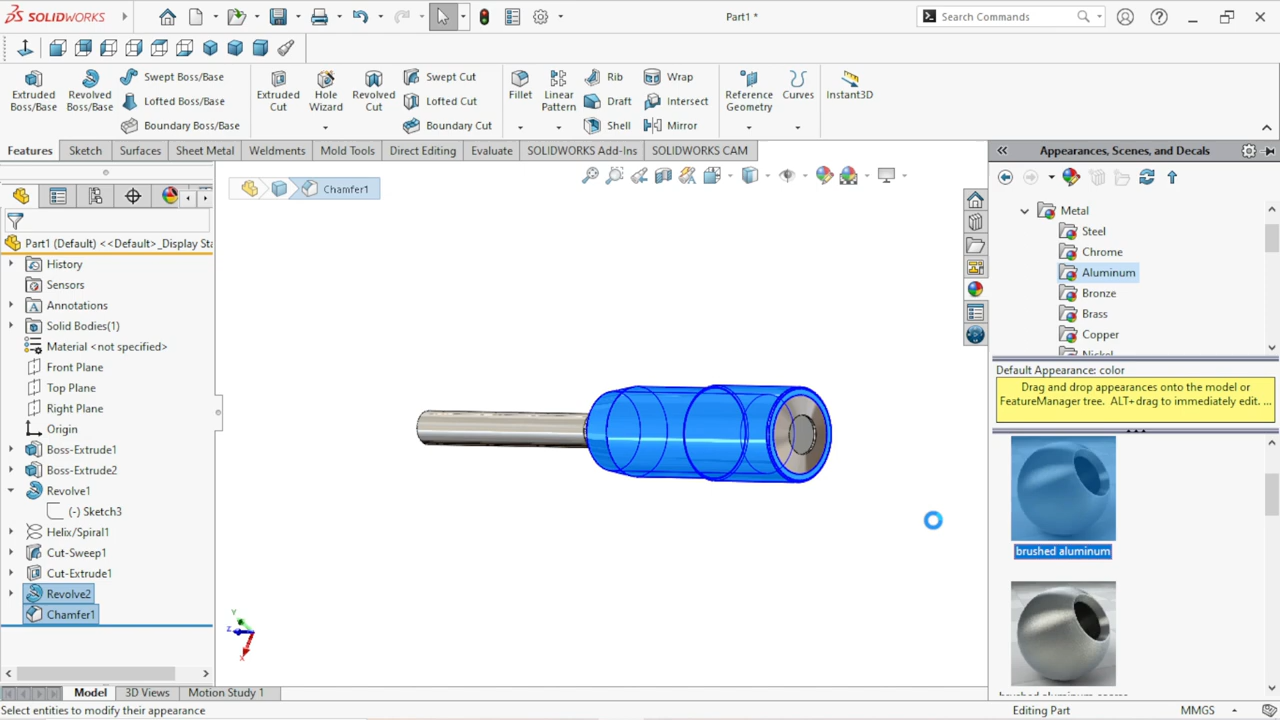 SOLIDWORKS
Part1 *
Search Commands
Extruded Boss/Base
Revolved Boss/Base
Swept Boss/Base
Lofted Boss/Base
Boundary Boss/Base
Extruded Cut
Hole Wizard
Revolved Cut
Swept Cut
Lofted Cut
Boundary Cut
Fillet
Linear Pattern
Rib
Draft
Shell
Wrap
Intersect
Mirror
Reference Geometry
Curves
Instant3D
Features
Sketch
Surfaces
Sheet Metal
Weldments
Mold Tools
Direct Editing
Evaluate
SOLIDWORKS Add-Ins
SOLIDWORKS CAM
Appearances, Scenes, and Decals
Chamfer1
Part1 (Default) <<Default>_Display Sta
History
Sensors
Annotations
Solid Bodies(1)
Material <not specified>
Front Plane
Top Plane
Right Plane
Origin
Boss-Extrude1
Boss-Extrude2
Revolve1
(-) Sketch3
Helix/Spiral1
Cut-Sweep1
Cut-Extrude1
Revolve2
Chamfer1
Y
Z
X
Metal
Steel
Chrome
Aluminum
Bronze
Brass
Copper
Nickel
Default Appearance: color
Drag and drop appearances onto the model or
FeatureManager tree. ALT+drag to immediately edit. ...
brushed aluminum
brushed aluminum coarse
Model
3D Views
Motion Study 1
Select entities to modify their appearance
Editing Part
MMGS